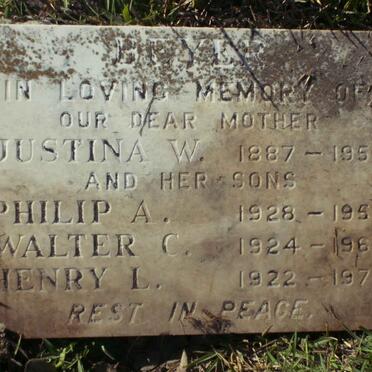 IN LOVING MEMORY OF
OUR DEAR MOTHER
JUSTINA W. 1887 – 195
AND HER SONS
PHILIP A. 1928 – 195
WALTER C. 1924 – 196
HENRY L. 1922 – 197
REST IN PEACE.